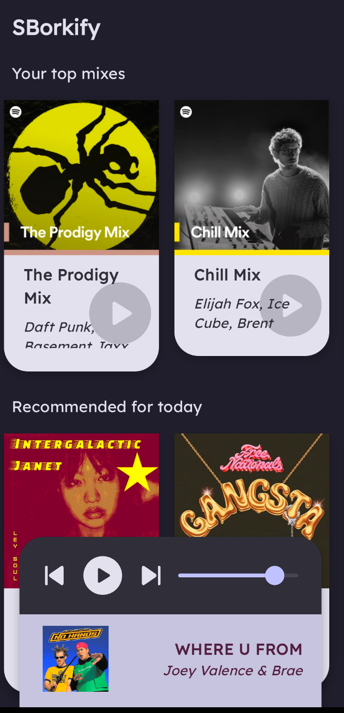 SBorkify
Your top mixes
The Prodigy Mix
Chill Mix
The Prodigy
Mix
Daft Punk,
Basement Jaxx
Chill Mix
Elijah Fox, Ice
Cube, Brent
Recommended for today
INTERGALACTIC
JANET
LEY SOUL
Free
Nationals
GANGSTA
NO HANDS
WHERE U FROM
Joey Valence & Brae